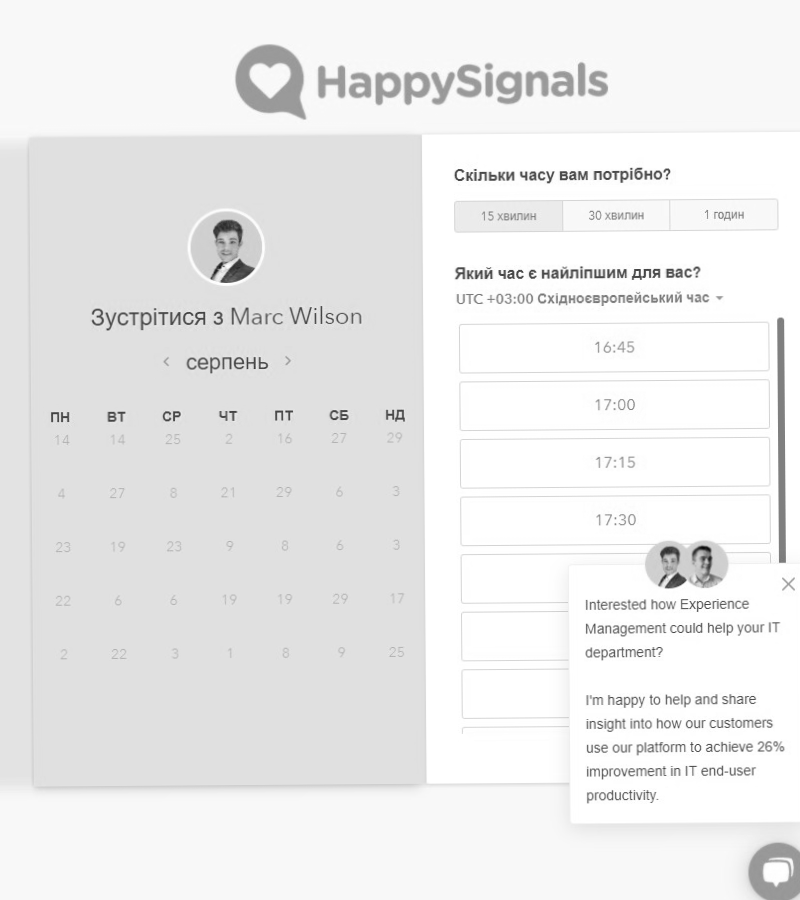 HappySignals
Зустрітися з Marc Wilson
серпень
ПН ВТ СР ЧТ ПТ СБ НД
14 14 25 2 16 27 29
4 27 8 21 29 6 3
23 19 23 9 8 6 3
22 6 6 19 19 29 17
2 22 3 1 8 9 25
Скільки часу вам потрібно?
15 хвилин 30 хвилин 1 годин
Який час є найліпшим для вас?
UTC +03:00 Східноєвропейський час
16:45
17:00
17:15
17:30
Interested how Experience
Management could help your IT
department?
I'm happy to help and share
insight into how our customers
use our platform to achieve 26%
improvement in IT end-user
productivity.